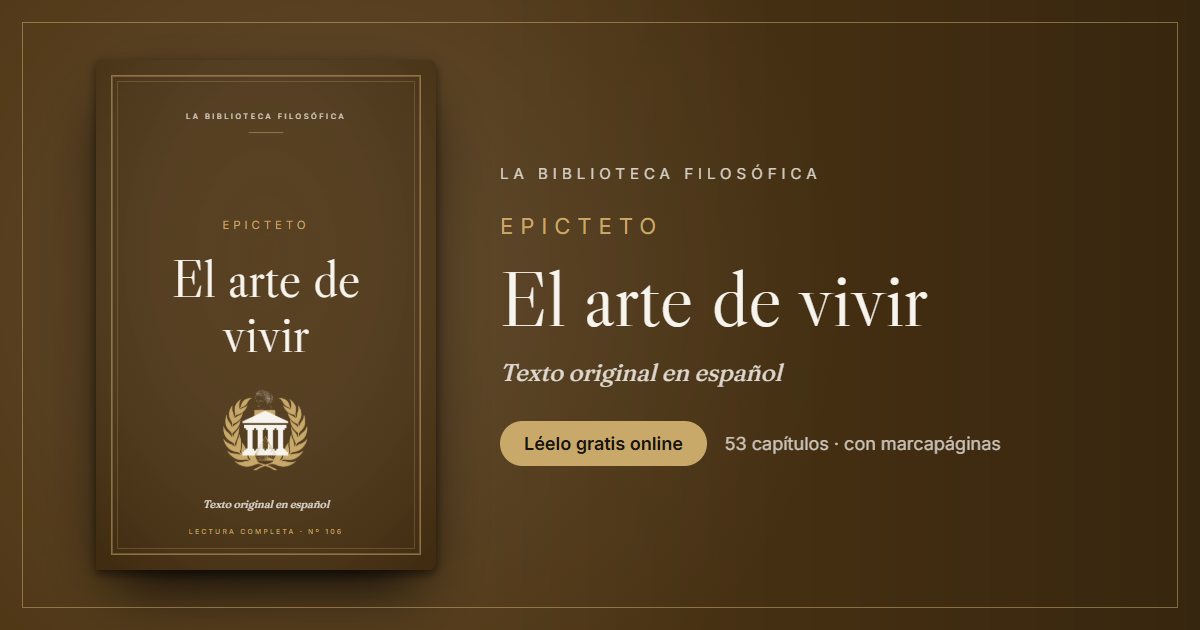 LA BIBLIOTECA FILOSÓFICA
EPICTETO
El arte de
vivir
Texto original en español
LECTURA COMPLETA · Nº 106
LA BIBLIOTECA FILOSÓFICA
EPICTETO
El arte de vivir
Texto original en español
Léelo gratis online
53 capítulos · con marcapáginas